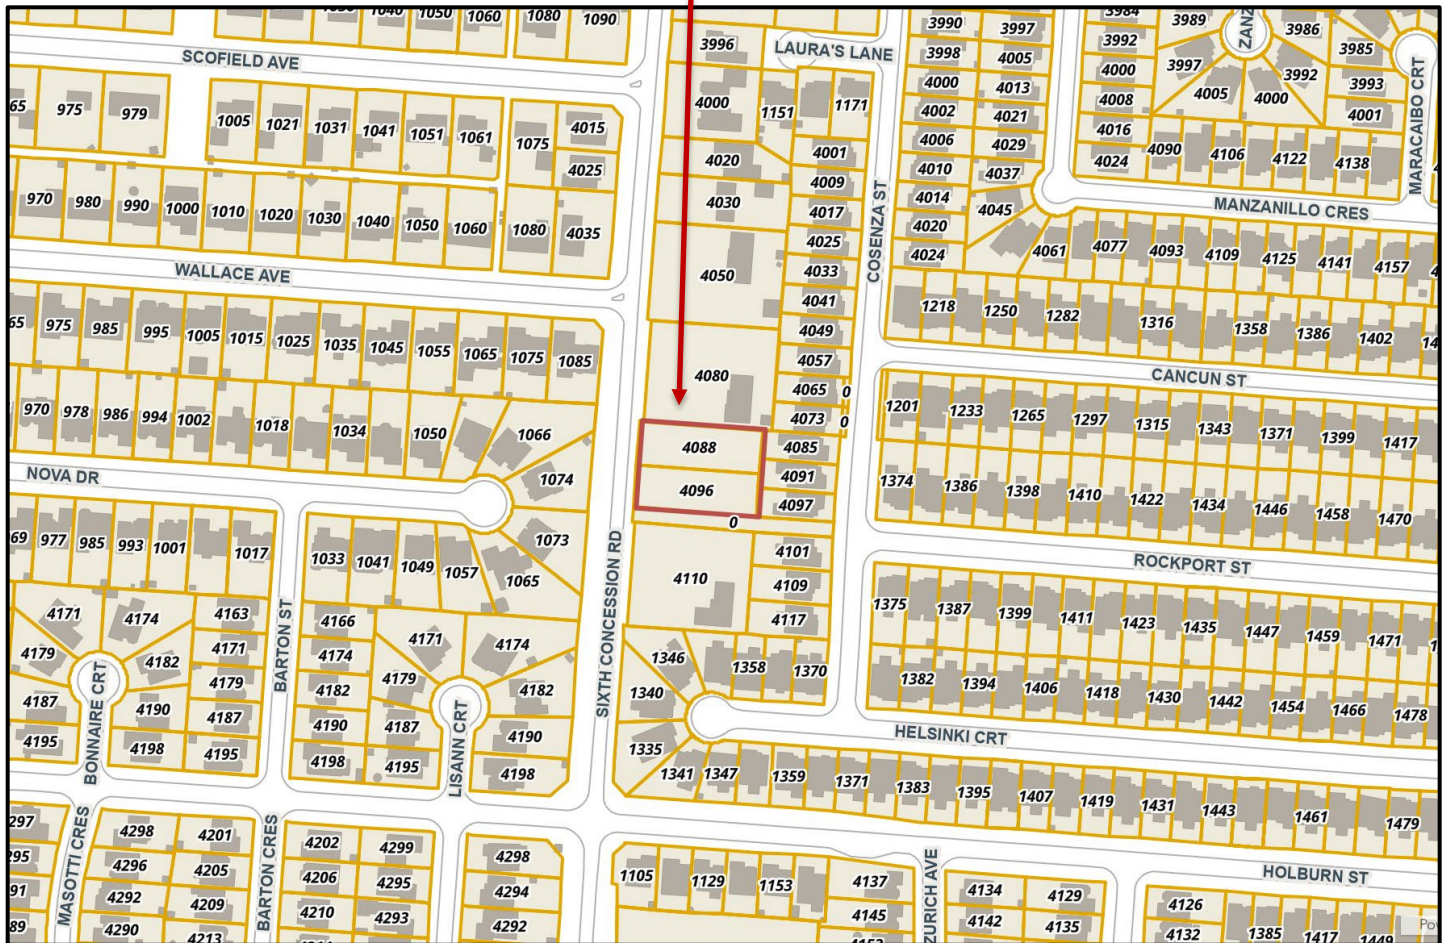 1040 1050 1060 1080 1090
SCOFIELD AVE
975 979
1005 1021 1031 1041 1051 1061 1075 4015
4025
970 980 990 1000 1010 1020 1030 1040 1050 1060 1080 4035
WALLACE AVE
975 985 995 1005 1015 1025 1035 1045 1055 1065 1075 1085
970 978 986 994 1002 1018 1034 1050 1066
1074
NOVA DR
977 985 993 1001 1017
1033 1041 1049 1057 1065 1073
4171 4174 4163
4179 4182 4171
4179
4187 4190 4187
4195 4198 4195
BONNAIRE CRT
BARTON ST
4166 4171 4174
4174 4179 4182
4182
4190 4187 4190
4198 4195 4198
LISANN CRT
SIXTH CONCESSION RD
MASOTTI CRES
4298 4201
4296 4205
4292 4209
4290 4213
BARTON CRES
4202 4299
4206 4295
4210 4293
4298
4294
4292
3996
LAURA'S LANE
4000 1151 1171
4020
4030
4050
4080
4088
4096
0
4110
4001
4009
4017
4025
4033
4041
4049
4057
4065 0
4073 0
4085
4091
4097
4101
4109
4117
COSENZA ST
1346 1358 1370
1340
1335
1341 1347 1359 1371 1383 1395 1407 1419 1431 1443 1461 1479
HELSINKI CRT
3990 3997
3998 4005
4000 4013
4002 4021
4006 4029
4010 4037
4014 4045
4020
4024
3984 3989 3986
3992 3985
4000 3997 3992 3993
4008 4005 4000 4001
4016
4024 4090 4106 4122 4138
MARACAIBO CRT
MANZANILLO CRES
4061 4077 4093 4109 4125 4141 4157
1218 1250 1282 1316 1358 1386 1402
CANCUN ST
1201 1233 1265 1297 1315 1343 1371 1399 1417
1374 1386 1398 1410 1422 1434 1446 1458 1470
ROCKPORT ST
1375 1387 1399 1411 1423 1435 1447 1459 1471
1382 1394 1406 1418 1430 1442 1454 1466 1478
HOLBURN ST
1105 1129 1153 4137
4145
ZURICH AVE
4134 4129
4142 4135
4126
4132 1385 1417 1449